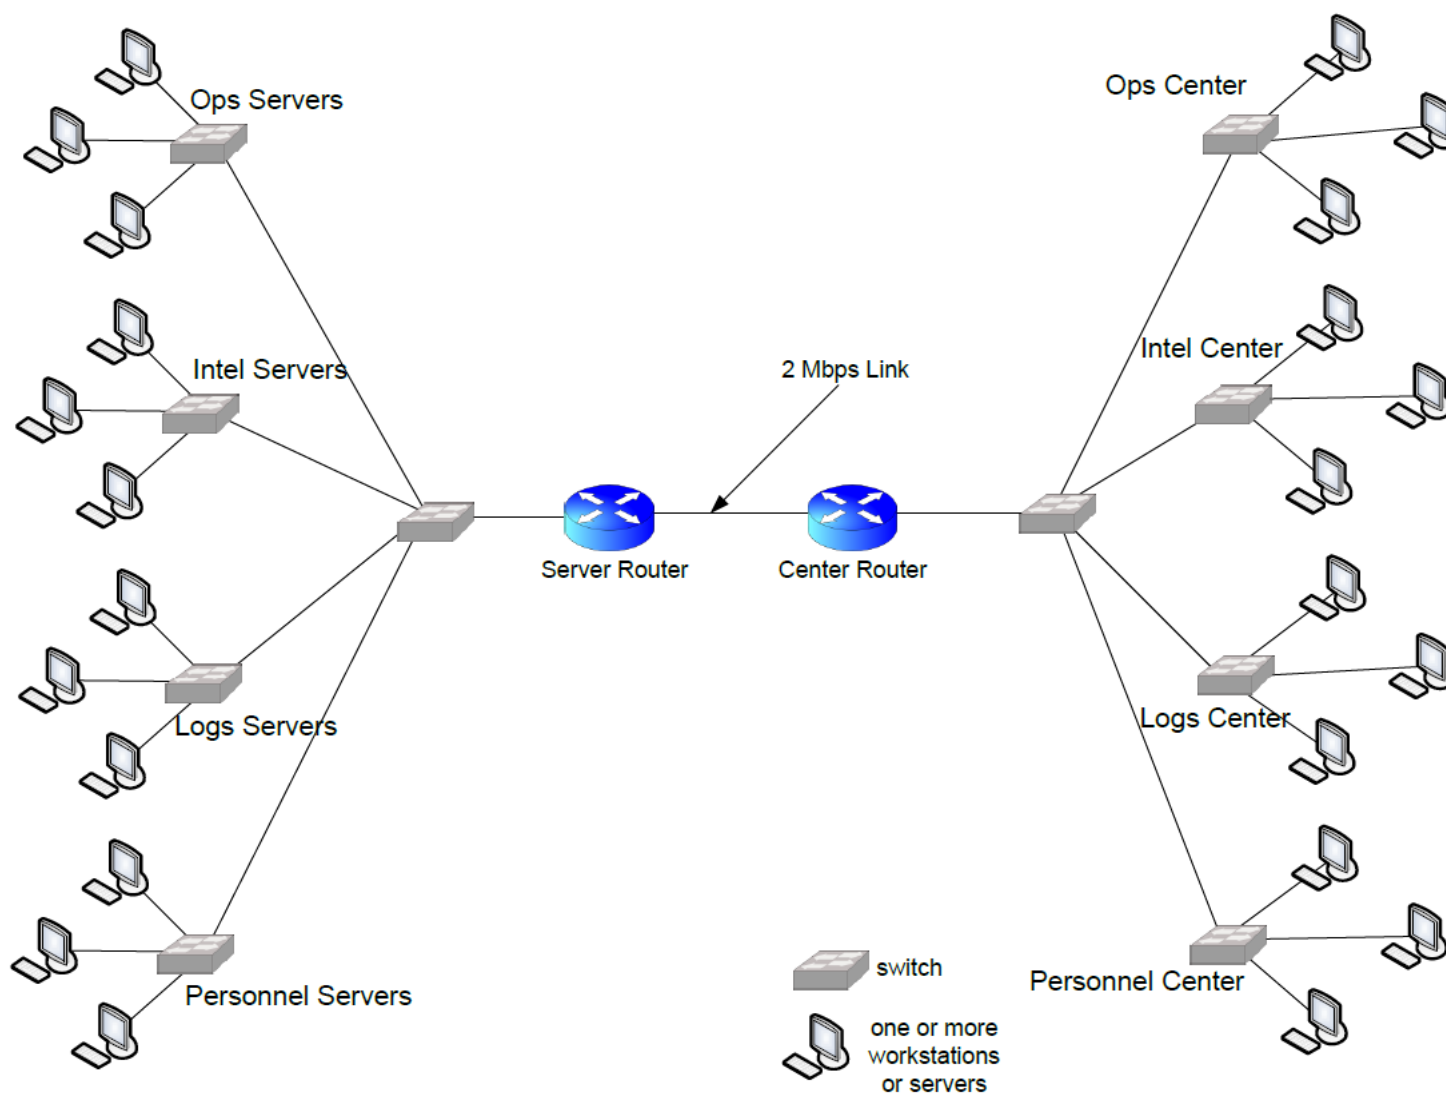 Ops Servers
Ops Center
Intel Servers
2 Mbps Link
Intel Center
Server Router
Center Router
Logs Servers
Logs Center
Personnel Servers
Personnel Center
switch
one or more
workstations
or servers